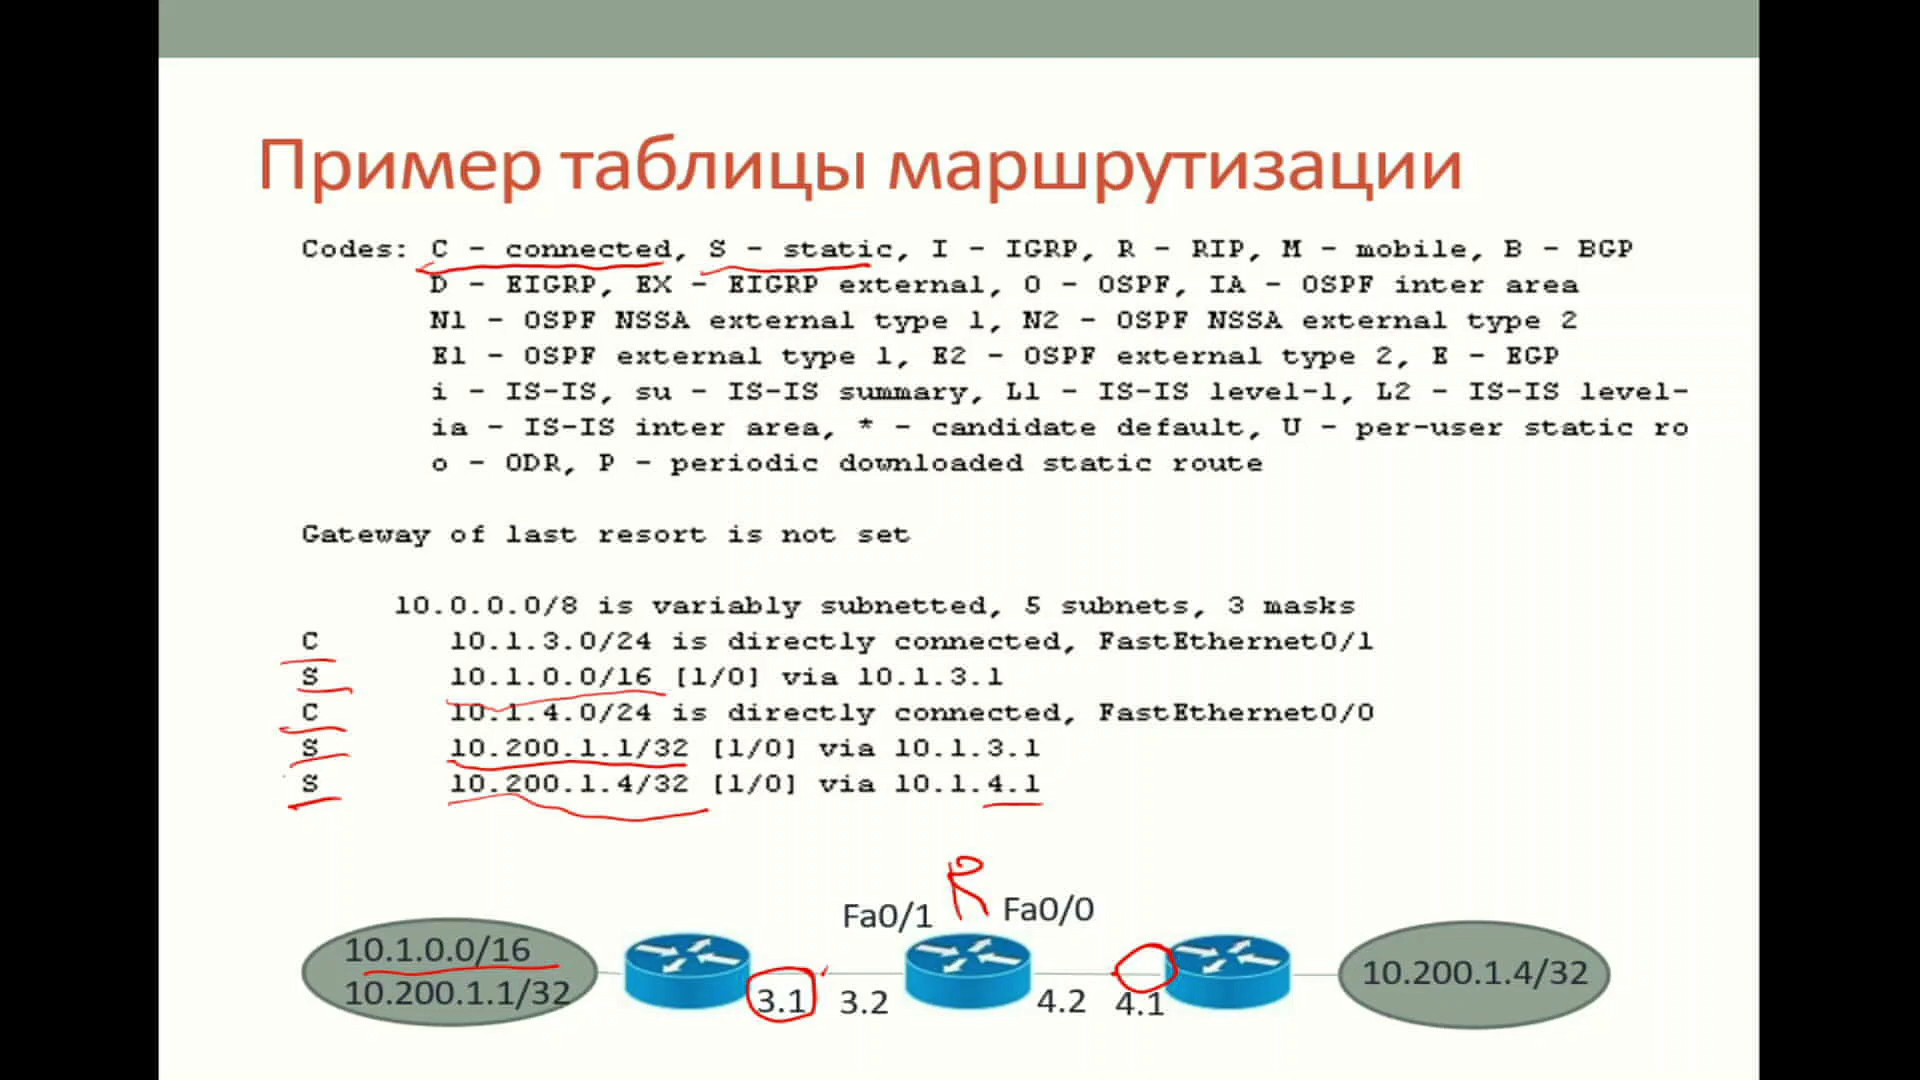 Пример таблицы маршрутизации
Codes: C - connected, S - static, I - IGRP, R - RIP, M - mobile, B - BGP
D - EIGRP, EX - EIGRP external, O - OSPF, IA - OSPF inter area
N1 - OSPF NSSA external type 1, N2 - OSPF NSSA external type 2
E1 - OSPF external type 1, E2 - OSPF external type 2, E - EGP
i - IS-IS, su - IS-IS summary, L1 - IS-IS level-1, L2 - IS-IS level-
ia - IS-IS inter area, * - candidate default, U - per-user static ro
o - ODR, P - periodic downloaded static route
Gateway of last resort is not set
10.0.0.0/8 is variably subnetted, 5 subnets, 3 masks
C 10.1.3.0/24 is directly connected, FastEthernet0/1
S 10.1.0.0/16 [1/0] via 10.1.3.1
C 10.1.4.0/24 is directly connected, FastEthernet0/0
S 10.200.1.1/32 [1/0] via 10.1.3.1
S 10.200.1.4/32 [1/0] via 10.1.4.1
R
Fa0/1 Fa0/0
10.1.0.0/16
10.200.1.1/32
3.1 3.2 4.2 4.1
10.200.1.4/32